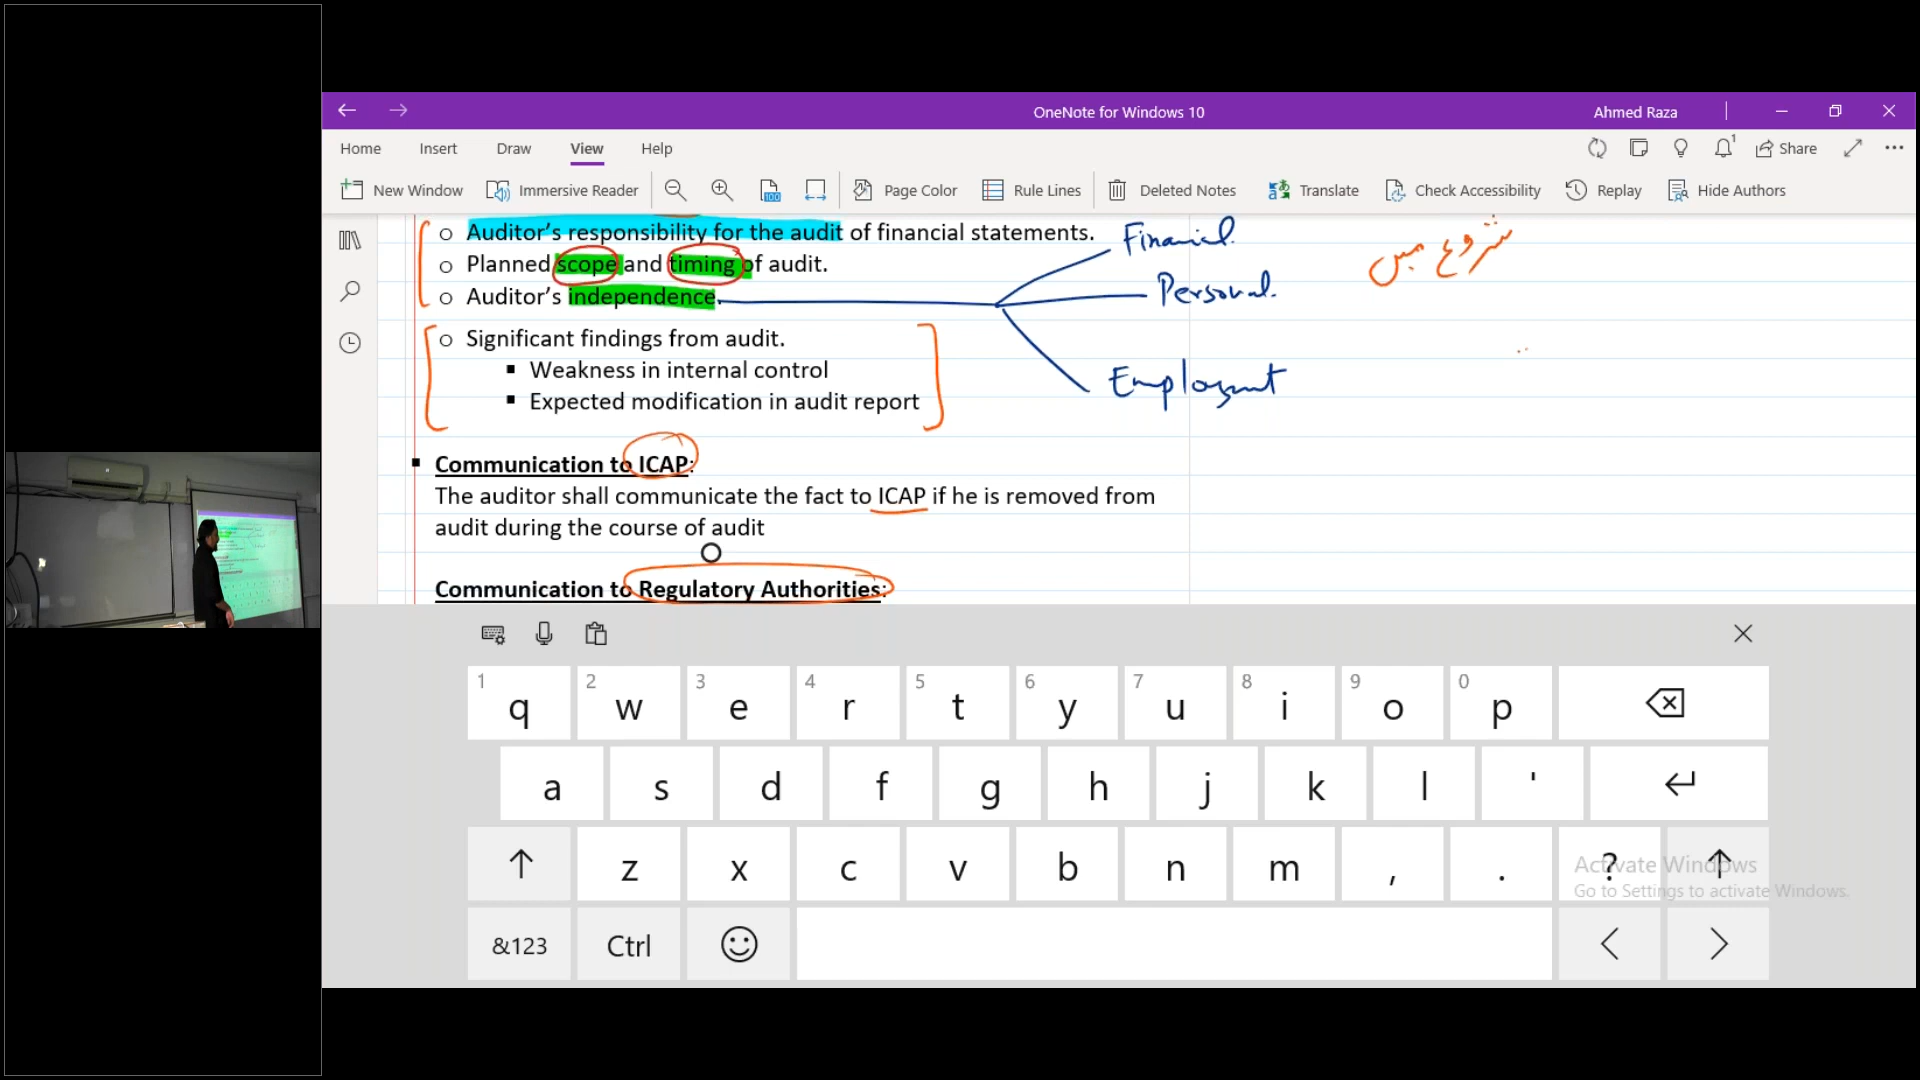 OneNote for Windows 10
Ahmed Raza
Home Insert Draw View Help
1
Share
New Window Immersive Reader 100 Page Color Rule Lines Deleted Notes Translate Check Accessibility Replay Hide Authors
o Auditor's responsibility for the audit of financial statements.
o Planned scope and timing of audit.
o Auditor's independence.
Financial.
Personal.
Employment
شروع میں
o Significant findings from audit.
▪ Weakness in internal control
▪ Expected modification in audit report
▪ Communication to ICAP:
The auditor shall communicate the fact to ICAP if he is removed from
audit during the course of audit
Communication to Regulatory Authorities:
1 2 3 4 5 6 7 8 9 0
q w e r t y u i o p
a s d f g h j k l '
z x c v b n m , . ?
&123 Ctrl
Activate Windows
Go to Settings to activate Windows.